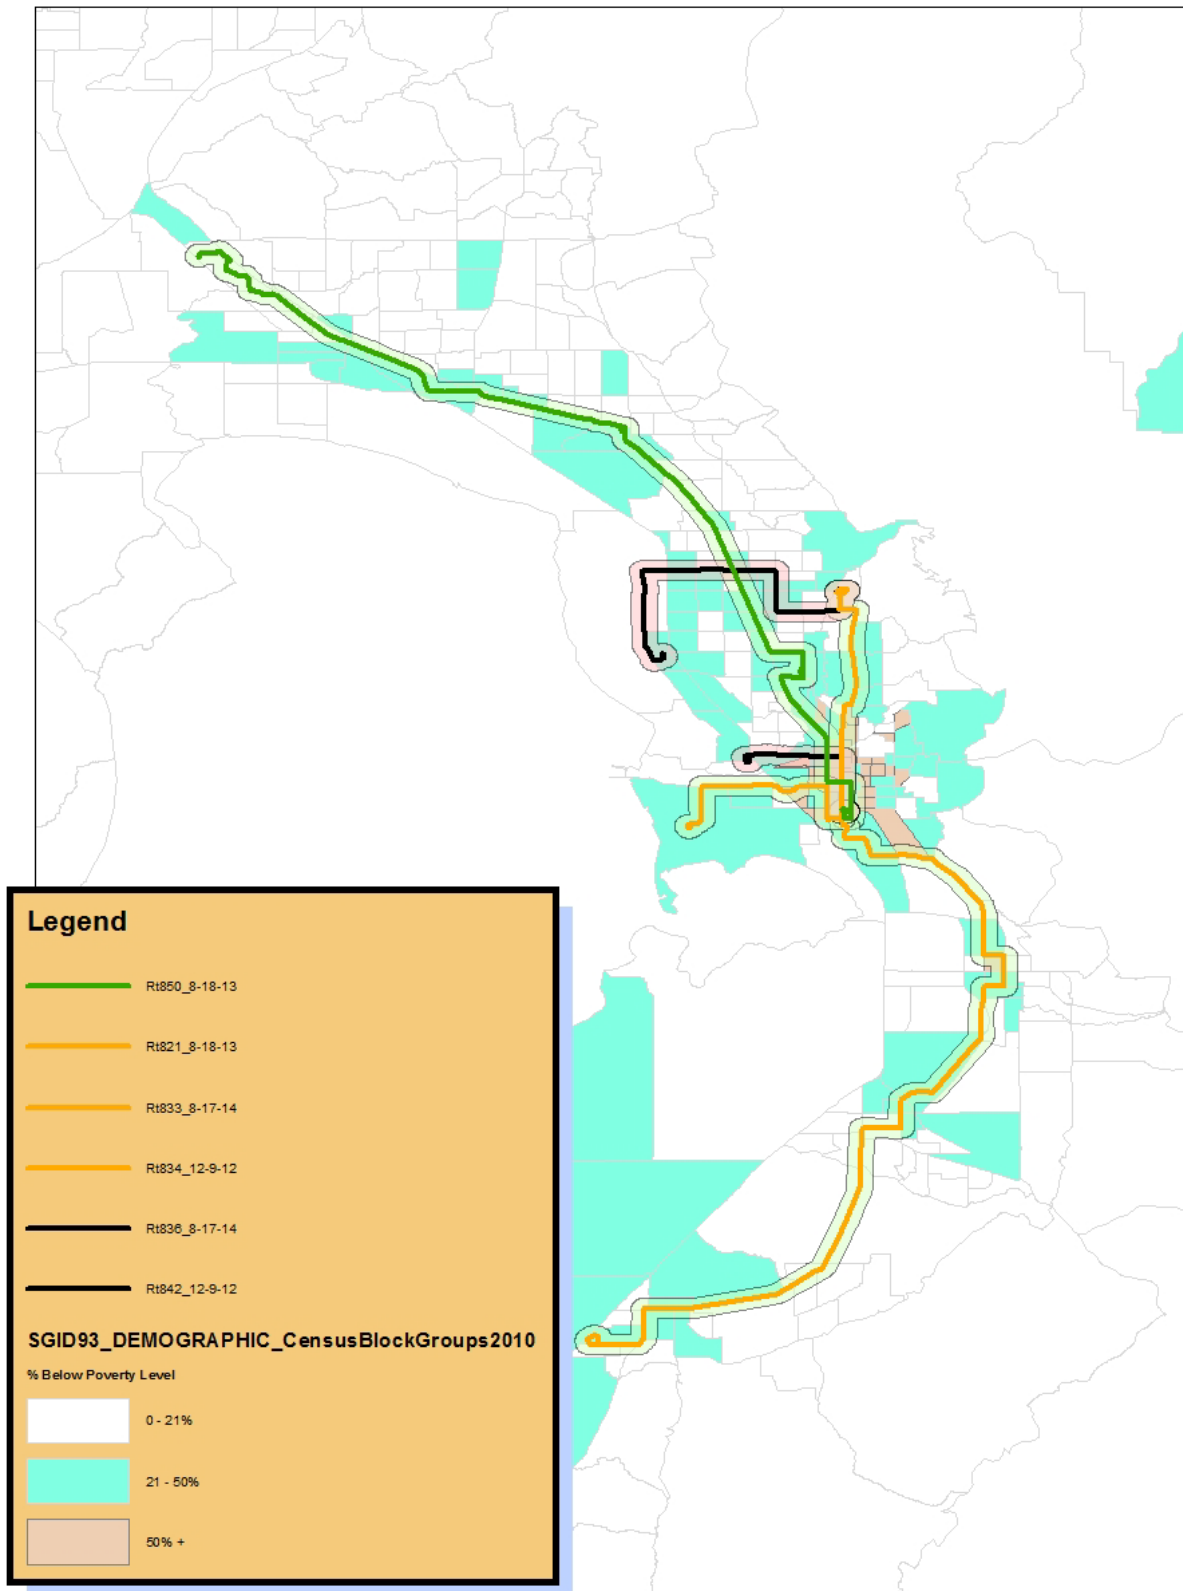 Legend
Rt850_8-18-13
Rt821_8-18-13
Rt833_8-17-14
Rt834_12-9-12
Rt836_8-17-14
Rt842_12-9-12
SGID93_DEMOGRAPHIC_CensusBlockGroups2010
% Below Poverty Level
0 - 21%
21 - 50%
50% +